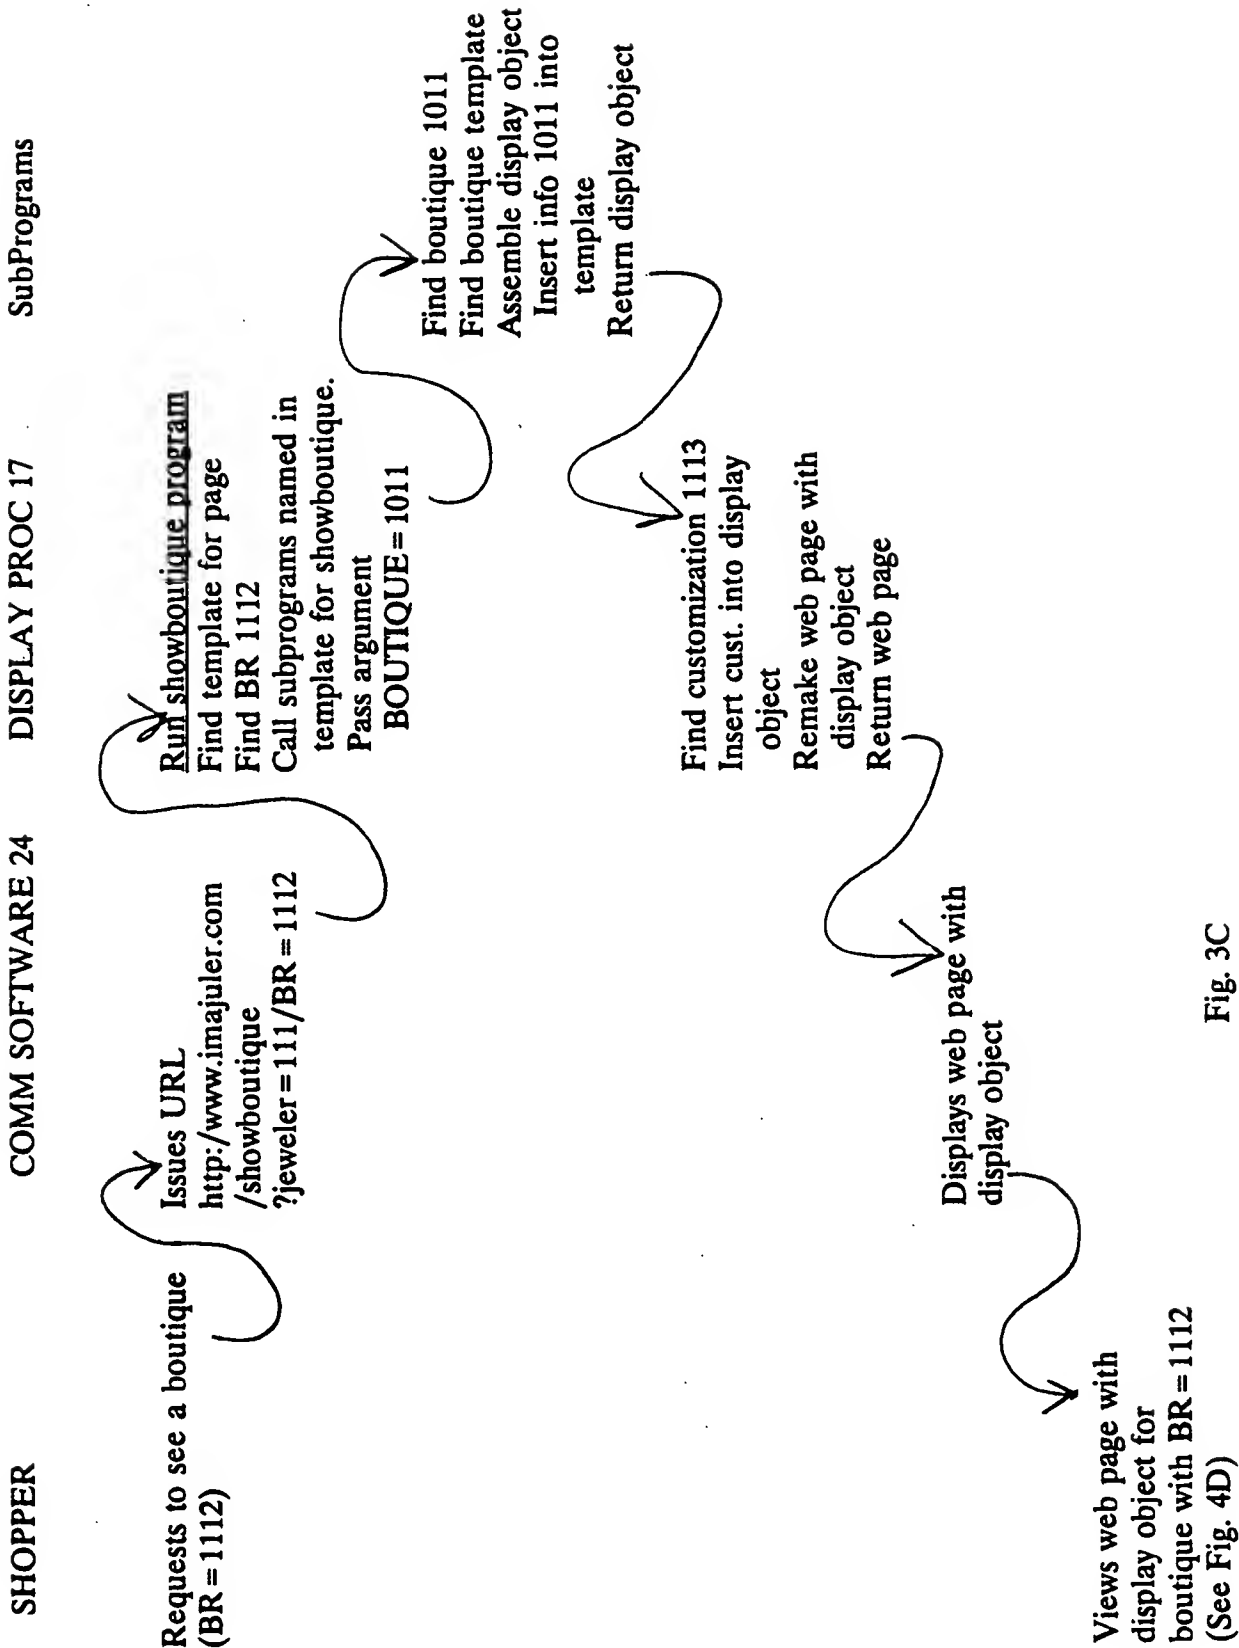 SHOPPER
COMM SOFTWARE 24
DISPLAY PROC 17
SubPrograms
Requests to see a boutique
(BR=1112)
Issues URL
http:/www.imajuler.com
/showboutique
?jeweler=111/BR=1112
Run showboutique program
Find template for page
Find BR 1112
Call subprograms named in
template for showboutique.
Pass argument
BOUTIQUE=1011
Find boutique 1011
Find boutique template
Assemble display object
Insert info 1011 into
template
Return display object
Find customization 1113
Insert cust. into display
object
Remake web page with
display object
Return web page
Displays web page with
display object
Views web page with
display object for
boutique with BR=1112
(See Fig. 4D)
Fig. 3C